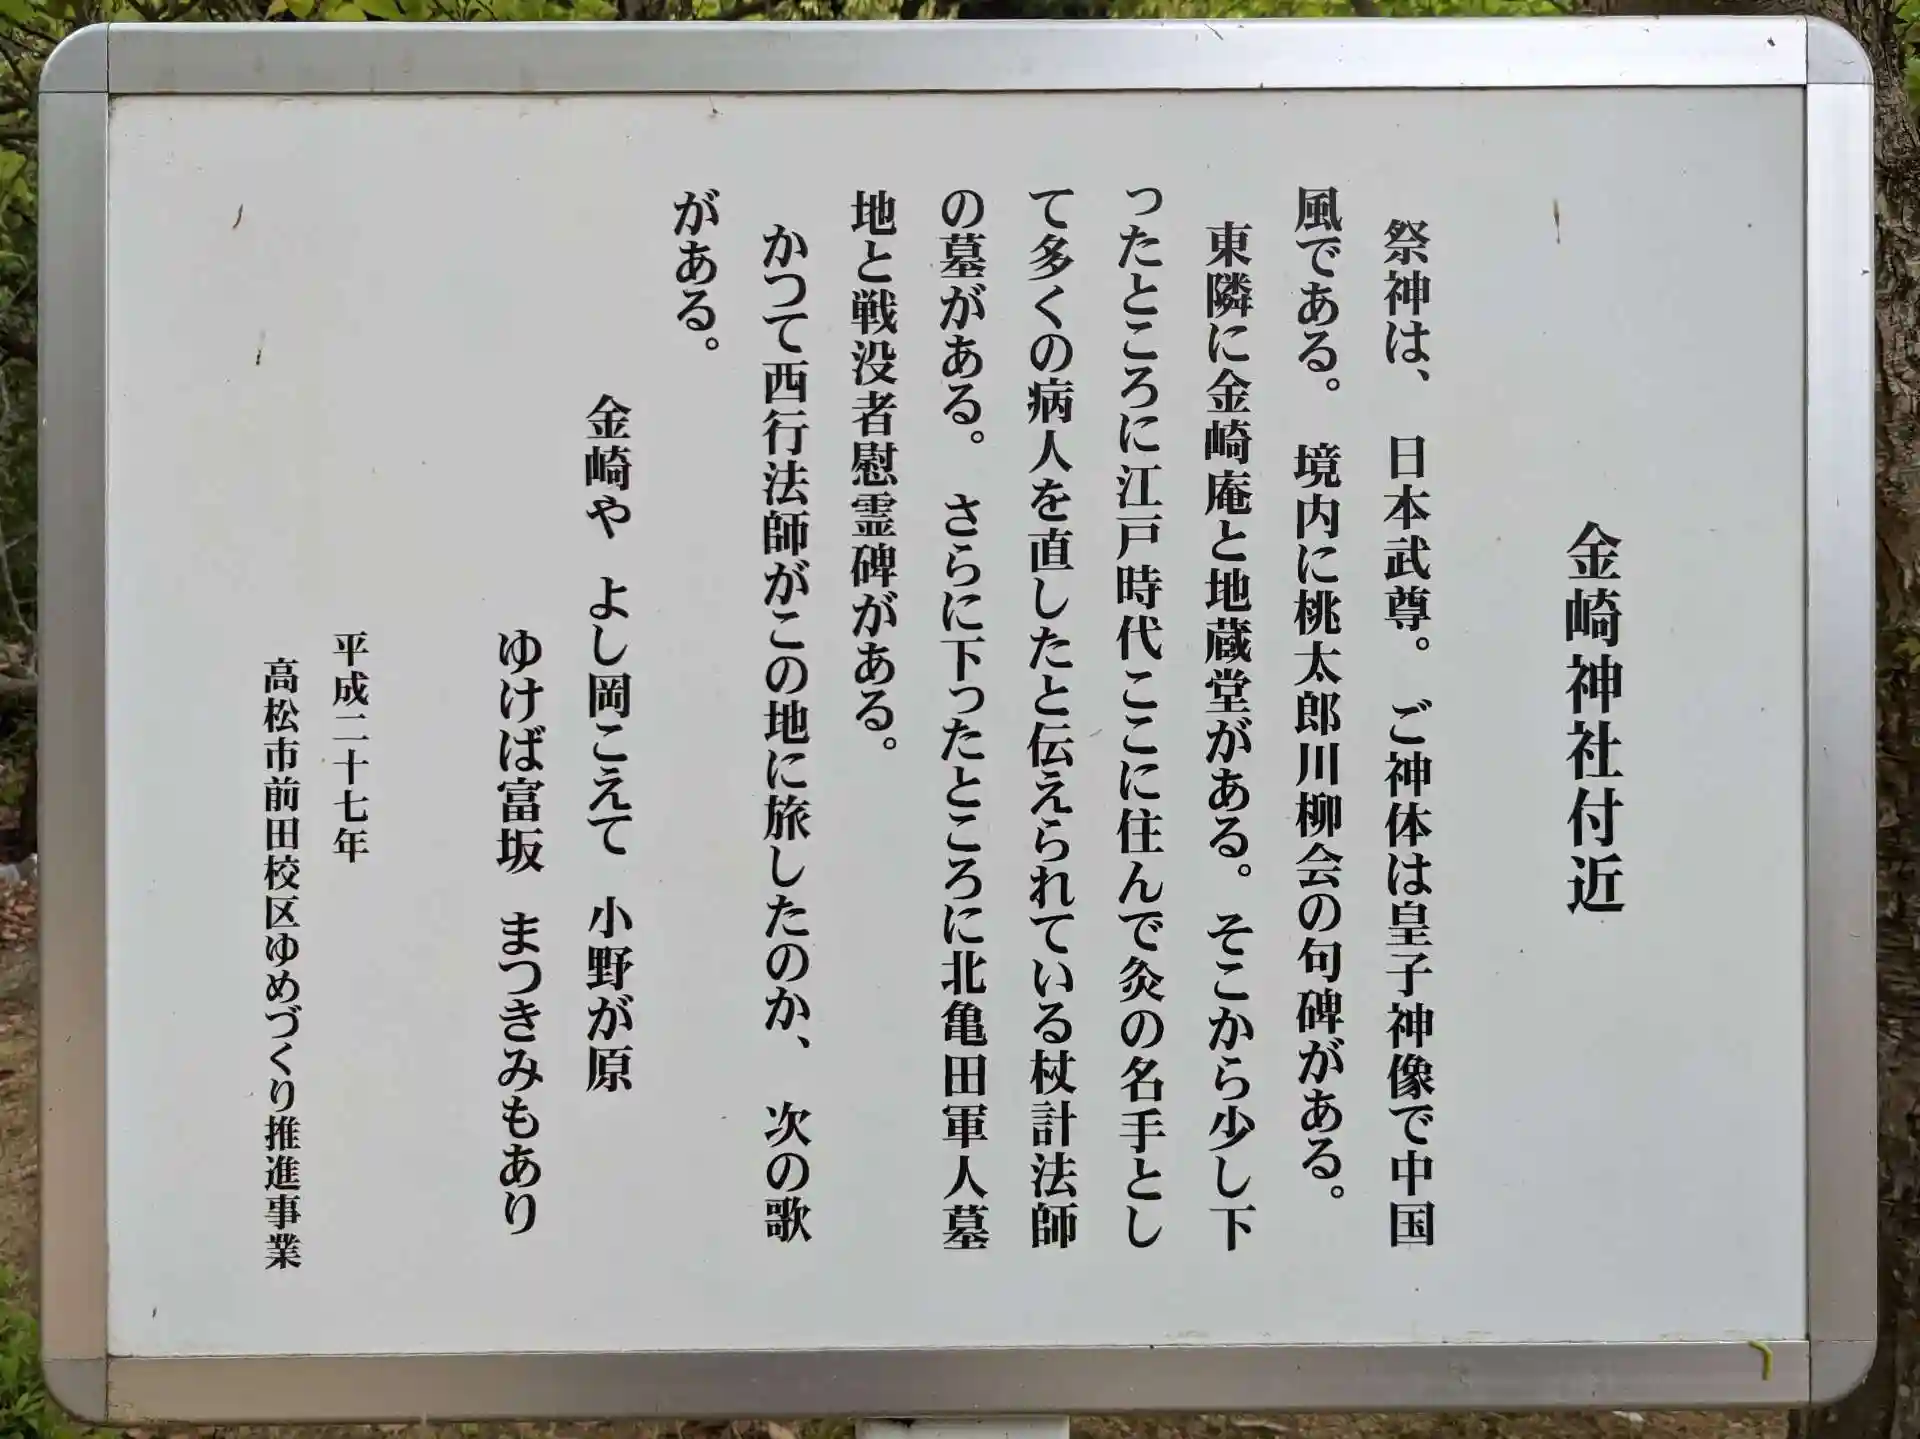 金崎神社付近
祭神は、日本武尊。ご神体は皇子神像で中国
風である。境内に桃太郎川柳会の句碑がある。
東隣に金崎庵と地蔵堂がある。そこから少し下
ったところに江戸時代ここに住んで灸の名手とし
て多くの病人を直したと伝えられている杖計法師
の墓がある。さらに下ったところに北亀田軍人墓
地と戦没者慰霊碑がある。
かつて西行法師がこの地に旅したのか、次の歌
がある。
金崎や よし岡こえて 小野が原
ゆけば富坂 まつきみもあり
平成二十七年
高松市前田校区ゆめづくり推進事業